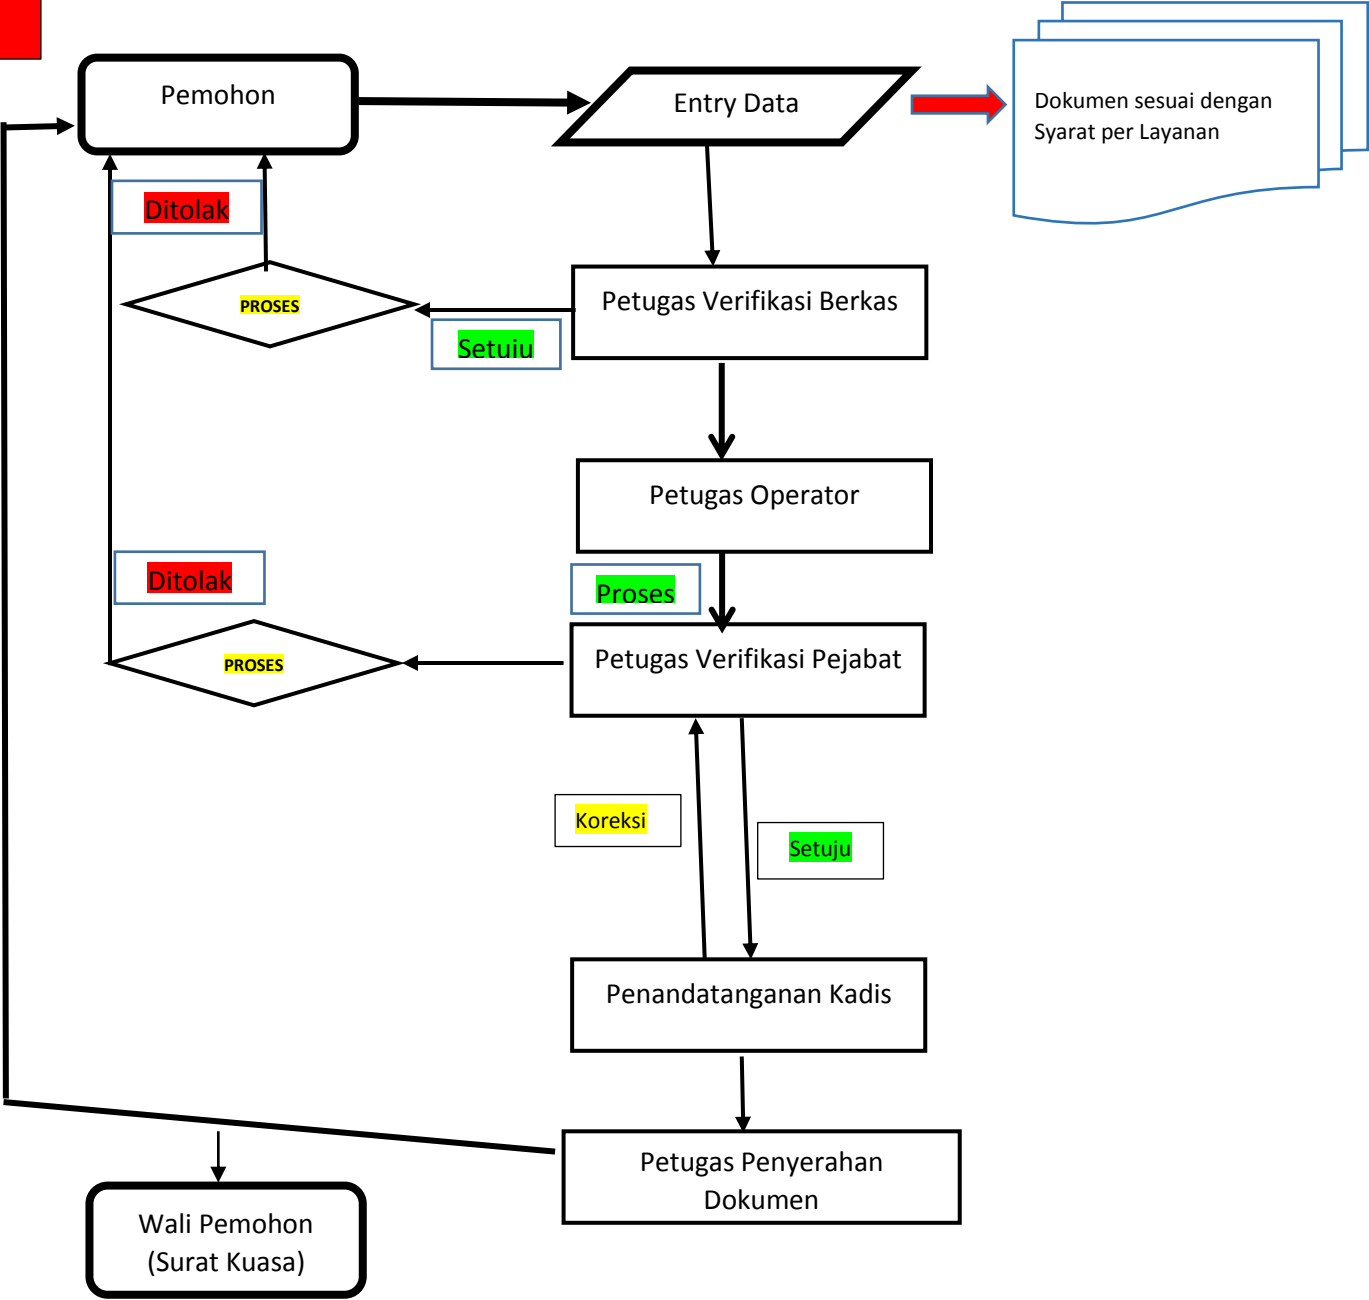 Pemohon
Entry Data
Dokumen sesuai dengan
Syarat per Layanan
Ditolak
PROSES
Petugas Verifikasi Berkas
Setuju
Petugas Operator
Ditolak
Proses
PROSES
Petugas Verifikasi Pejabat
Koreksi
Setuju
Penandatanganan Kadis
Petugas Penyerahan
Dokumen
Wali Pemohon
(Surat Kuasa)